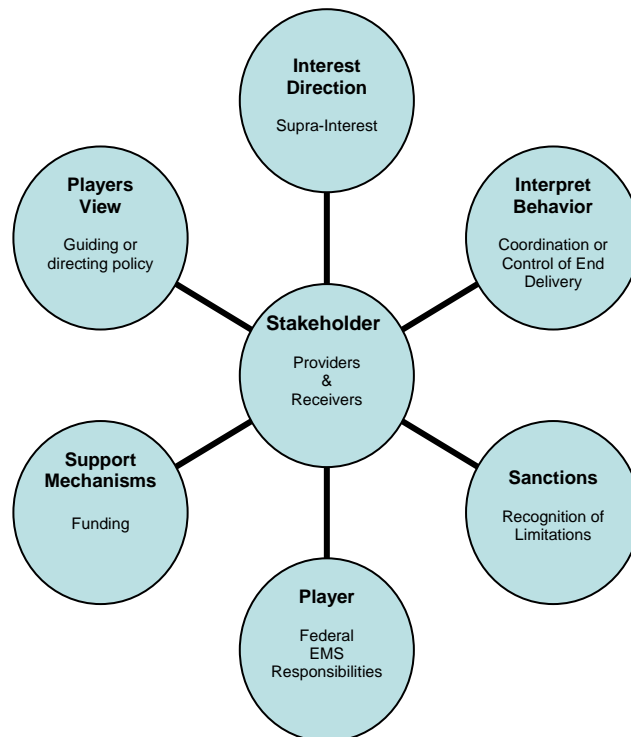 Interest
Direction
Supra-Interest
Players
View
Guiding or
directing policy
Interpret
Behavior
Coordination or
Control of End
Delivery
Stakeholder
Providers
&
Receivers
Support
Mechanisms
Funding
Sanctions
Recognition of
Limitations
Player
Federal
EMS
Responsibilities